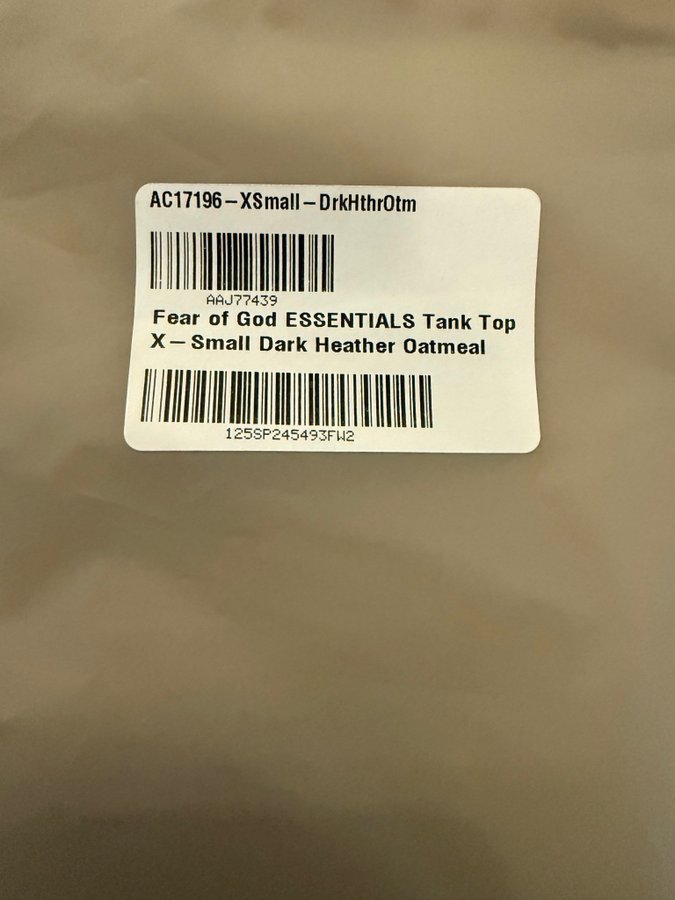 AC17196–XSmall–DrkHthrOtm
AAJ77439
Fear of God ESSENTIALS Tank Top
X–Small Dark Heather Oatmeal
125SP245493FW2